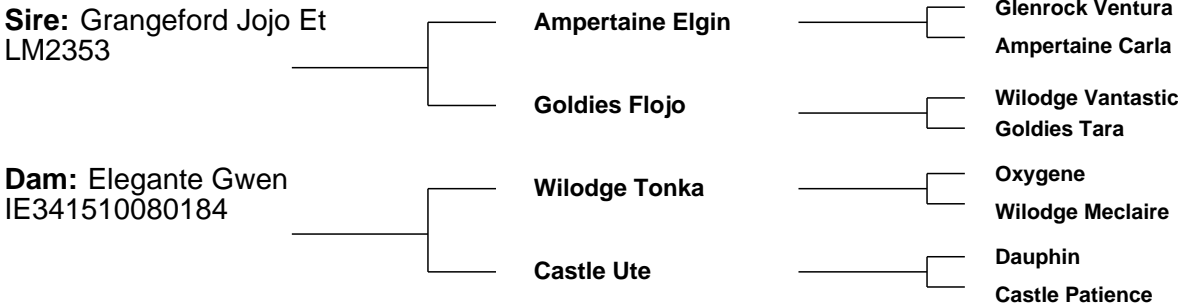 Sire: Grangeford Jojo Et
LM2353
Ampertaine Elgin
Glenrock Ventura
Ampertaine Carla
Goldies Flojo
Wilodge Vantastic
Goldies Tara
Dam: Elegante Gwen
IE341510080184
Wilodge Tonka
Oxygene
Wilodge Meclaire
Castle Ute
Dauphin
Castle Patience